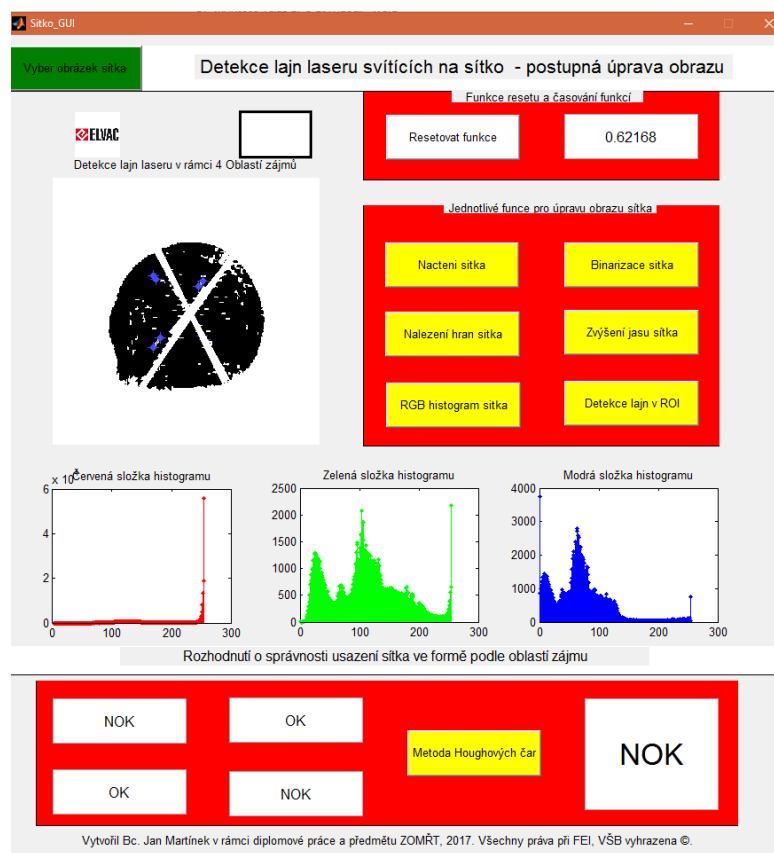 Sitko_GUI
Vyber obrázek sítka
Detekce lajn laseru svítících na sítko - postupná úprava obrazu
Funkce resetu a časování funkcí
ELVAC
Resetovat funkce
0.62168
Detekce lajn laseru v rámci 4 Oblastí zájmů
Jednotlivé funce pro úpravu obrazu sítka
Nacteni sitka
Binarizace sitka
Nalezení hran sitka
Zvýšení jasu sítka
RGB histogram sitka
Detekce lajn v ROI
x 10
Červená složka histogramu
6
4
2
0
0 100 200 300
Zelená složka histogramu
2500
2000
1500
1000
500
0
0 100 200 300
Modrá složka histogramu
4000
3000
2000
1000
0
0 100 200 300
Rozhodnutí o správnosti usazení sítka ve formě podle oblastí zájmu
NOK
OK
Metoda Houghových čar
NOK
OK
NOK
Vytvořil Bc. Jan Martínek v rámci diplomové práce a předmětu ZOMŘT, 2017. Všechny práva při FEI, VŠB vyhrazena ©.